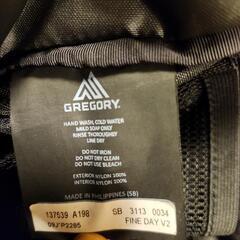 GREGORY
HAND WASH, COLD WATER
MILD SOAP ONLY
RINSE THOROUGHLY
LINE DRY
DO NOT IRON
DO NOT DRY CLEAN
DO NOT USE BLEACH
EXTERIOR NYLON 100%
INTERIOR NYLON 100%
MADE IN PHILIPPINES (SB)
137539 A198 SB 3113 0034
09JFP2285 FINE DAY V2